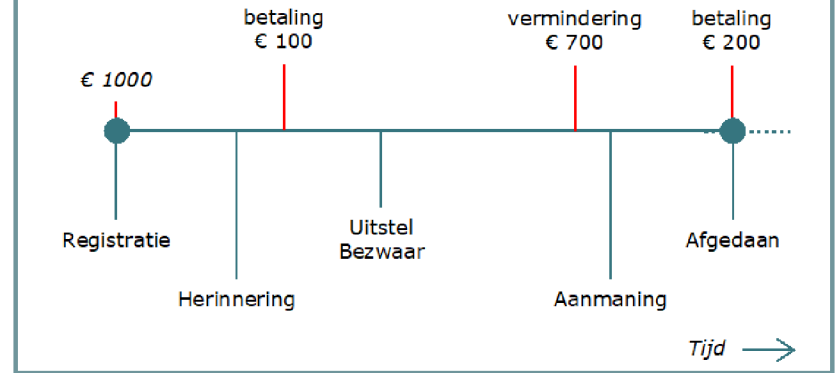 betaling
€ 100
vermindering
€ 700
betaling
€ 200
€ 1000
Registratie
Uitstel
Bezwaar
Afgedaan
Herinnering
Aanmaning
Tijd